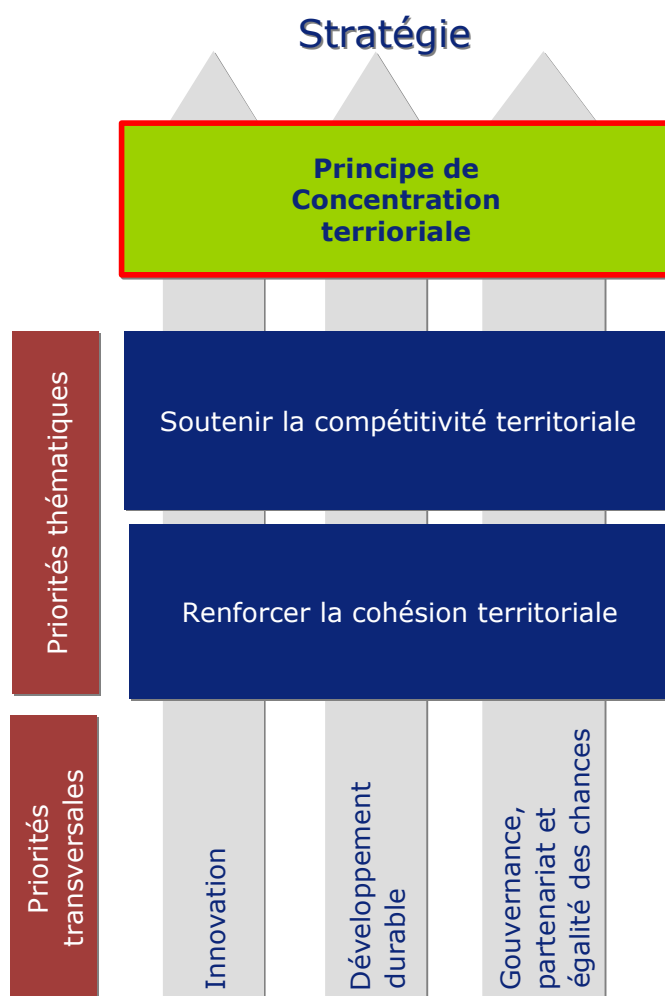 Stratégie
Principe de
Concentration
terrioriale
Priorités thématiques
Soutenir la compétitivité territoriale
Renforcer la cohésion territoriale
Priorités
transversales
Innovation
Développement
durable
Gouvernance,
partenariat et
égalité des chances